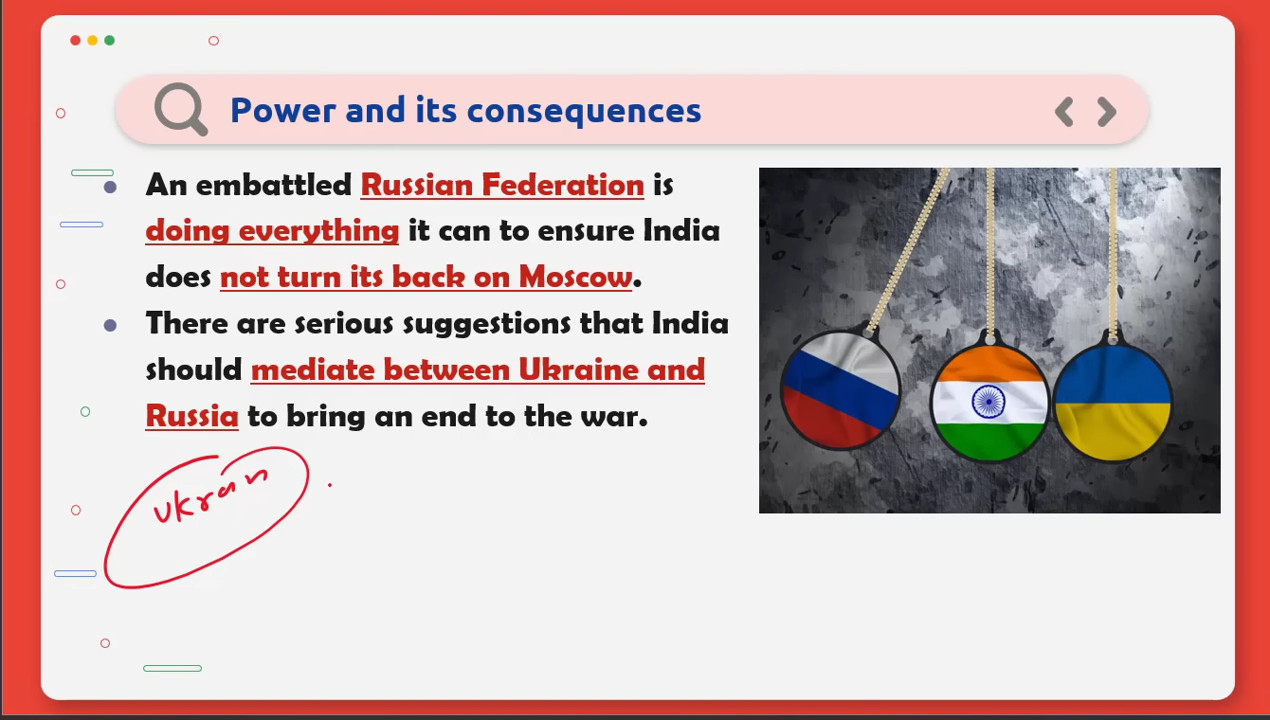 Power and its consequences
An embattled Russian Federation is
doing everything it can to ensure India
does not turn its back on Moscow.
There are serious suggestions that India
should mediate between Ukraine and
Russia to bring an end to the war.
Ukran